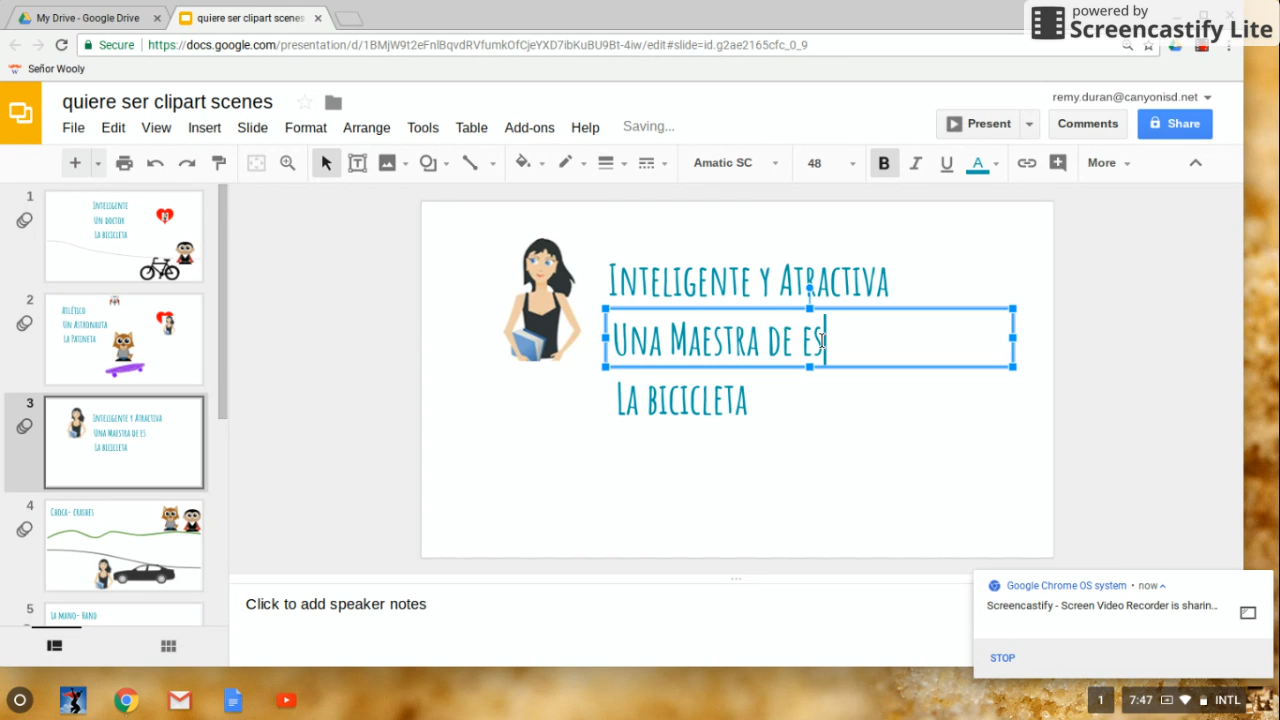 powered by
Screencastify Lite
My Drive - Google Drive
quiere ser clipart scenes
Secure
https://docs.google.com/presentation/
edit#slide=id.g2ae2165cfc_0_9
Señor Wooly
quiere ser clipart scenes
remy.duran@canyonisd.net
File Edit View Insert Slide Format Arrange Tools Table Add-ons Help Saving...
Present
Comments
Share
Amatic SC
48
B I U A
More
1
Inteligente
Un doctor
La bicicleta
2
Atlético
Un Astronauta
La Patineta
3
Inteligente y Atractiva
Una Maestra de es
La bicicleta
4
Choca- crashes
5
La mano- hand
Inteligente y Atractiva
Una Maestra de es
La bicicleta
Click to add speaker notes
Google Chrome OS system • now
Screencastify - Screen Video Recorder is sharin...
STOP
1
7:47
INTL